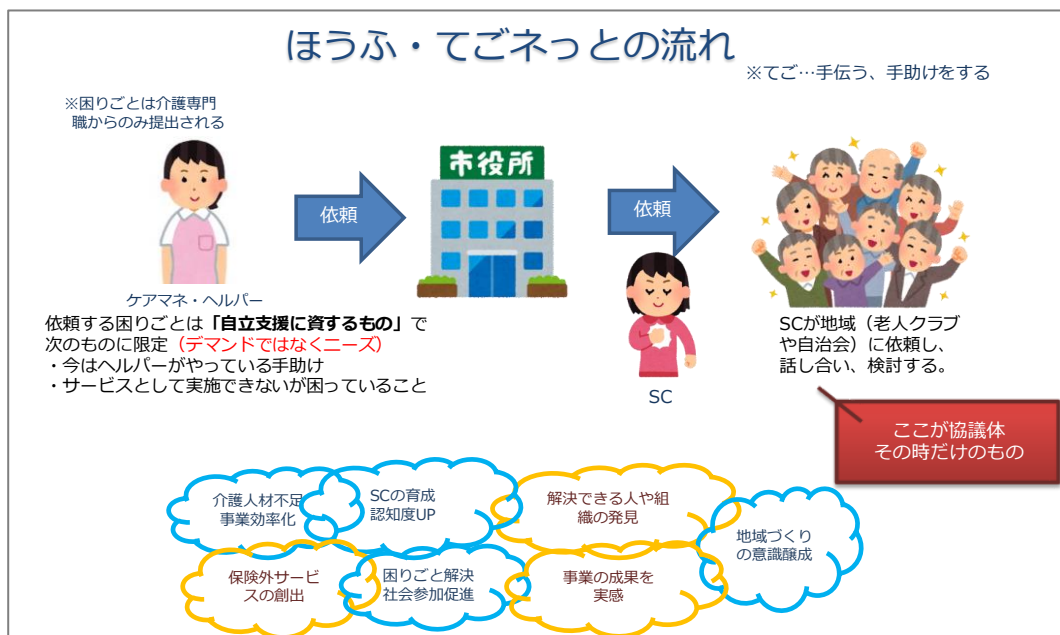 ほうふ・てごネっとの流れ
※てご…手伝う、手助けをする
※困りごとは介護専門
職からのみ提出される
依頼
市役所
依頼
ケアマネ・ヘルパー
依頼する困りごとは「自立支援に資するもの」で
次のものに限定（デマンドではなくニーズ）
・今はヘルパーがやっている手助け
・サービスとして実施できないが困っていること
SC
SCが地域（老人クラブ
や自治会）に依頼し、
話し合い、検討する。
ここが協議体
その時だけのもの
介護人材不足
事業効率化
SCの育成
認知度UP
解決できる人や組
織の発見
地域づくり
の意識醸成
保険外サービ
スの創出
困りごと解決
社会参加促進
事業の成果を
実感